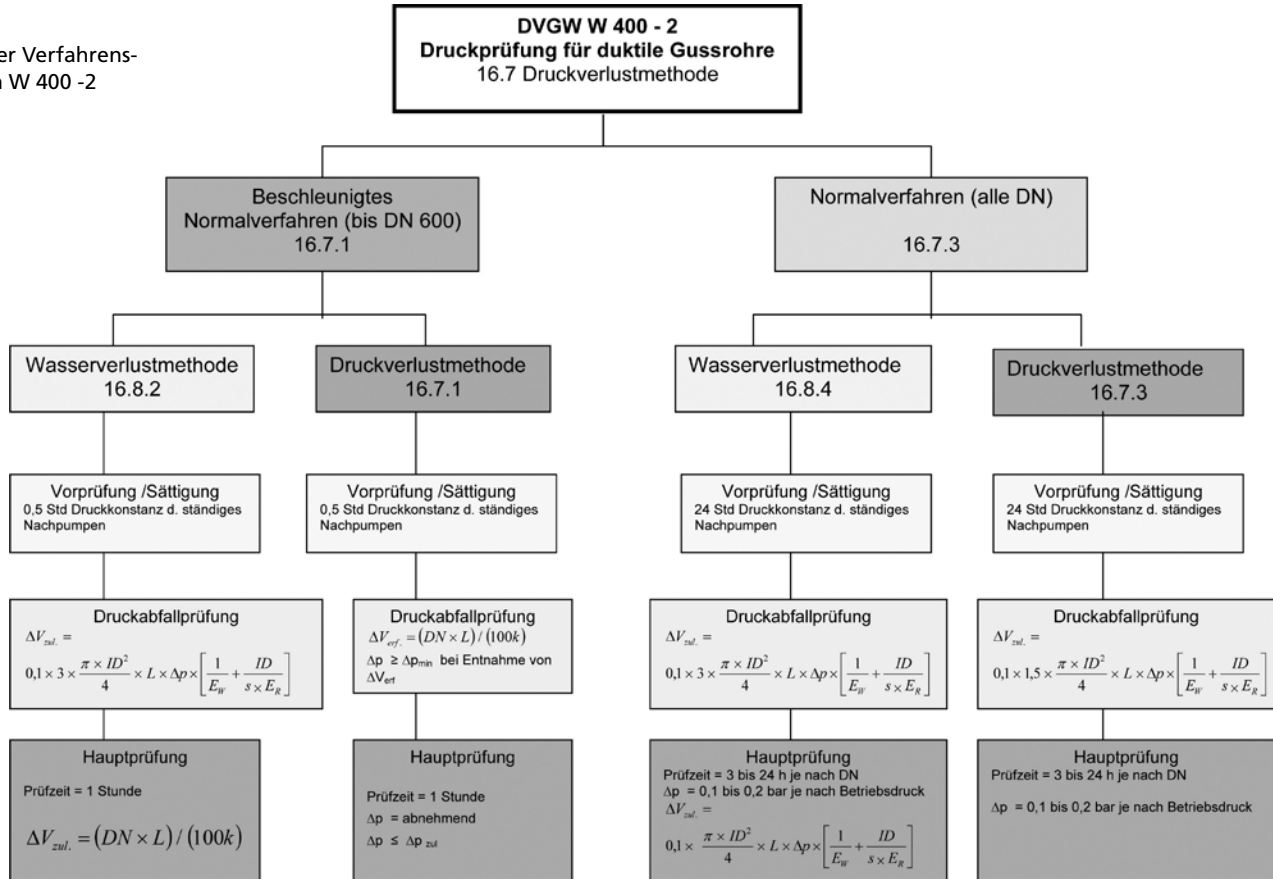 er Verfahrens-
W 400 -2
DVGW W 400 - 2
Druckprüfung für duktile Gussrohre
16.7 Druckverlustmethode
Beschleunigtes
Normalverfahren (bis DN 600)
16.7.1
Normalverfahren (alle DN)
16.7.3
Wasserverlustmethode
16.8.2
Druckverlustmethode
16.7.1
Wasserverlustmethode
16.8.4
Druckverlustmethode
16.7.3
Vorprüfung /Sättigung
0,5 Std Druckkonstanz d. ständiges
Nachpumpen
Vorprüfung /Sättigung
0,5 Std Druckkonstanz d. ständiges
Nachpumpen
Vorprüfung /Sättigung
24 Std Druckkonstanz d. ständiges
Nachpumpen
Vorprüfung /Sättigung
24 Std Druckkonstanz d. ständiges
Nachpumpen
Druckabfallprüfung
ΔV_zul. =
0,1 × 3 × (π × ID²)/4 × L × Δp × [1/E_W + ID/(s × E_R)]
Druckabfallprüfung
ΔV_erf. = (DN × L) / (100k)
Δp ≥ Δp_min bei Entnahme von
ΔV_erf
Druckabfallprüfung
ΔV_zul. =
0,1 × 3 × (π × ID²)/4 × L × Δp × [1/E_W + ID/(s × E_R)]
Druckabfallprüfung
ΔV_zul. =
0,1 × 1,5 × (π × ID²)/4 × L × Δp × [1/E_W + ID/(s × E_R)]
Hauptprüfung
Prüfzeit = 1 Stunde
ΔV_zul. = (DN × L) / (100k)
Hauptprüfung
Prüfzeit = 1 Stunde
Δp = abnehmend
Δp ≤ Δp_zul
Hauptprüfung
Prüfzeit = 3 bis 24 h je nach DN
Δp = 0,1 bis 0,2 bar je nach Betriebsdruck
ΔV_zul. =
0,1 × (π × ID²)/4 × L × Δp × [1/E_W + ID/(s × E_R)]
Hauptprüfung
Prüfzeit = 3 bis 24 h je nach DN
Δp = 0,1 bis 0,2 bar je nach Betriebsdruck